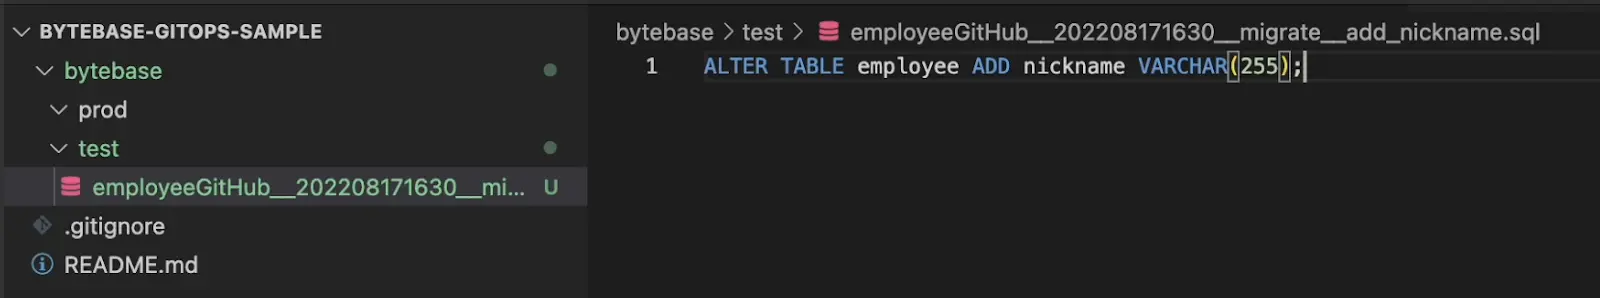 BYTEBASE-GITOPS-SAMPLE
bytebase
prod
test
employeeGitHub__202208171630__mi... U
.gitignore
README.md
bytebase > test > employeeGitHub__202208171630__migrate__add_nickname.sql
1 ALTER TABLE employee ADD nickname VARCHAR(255);